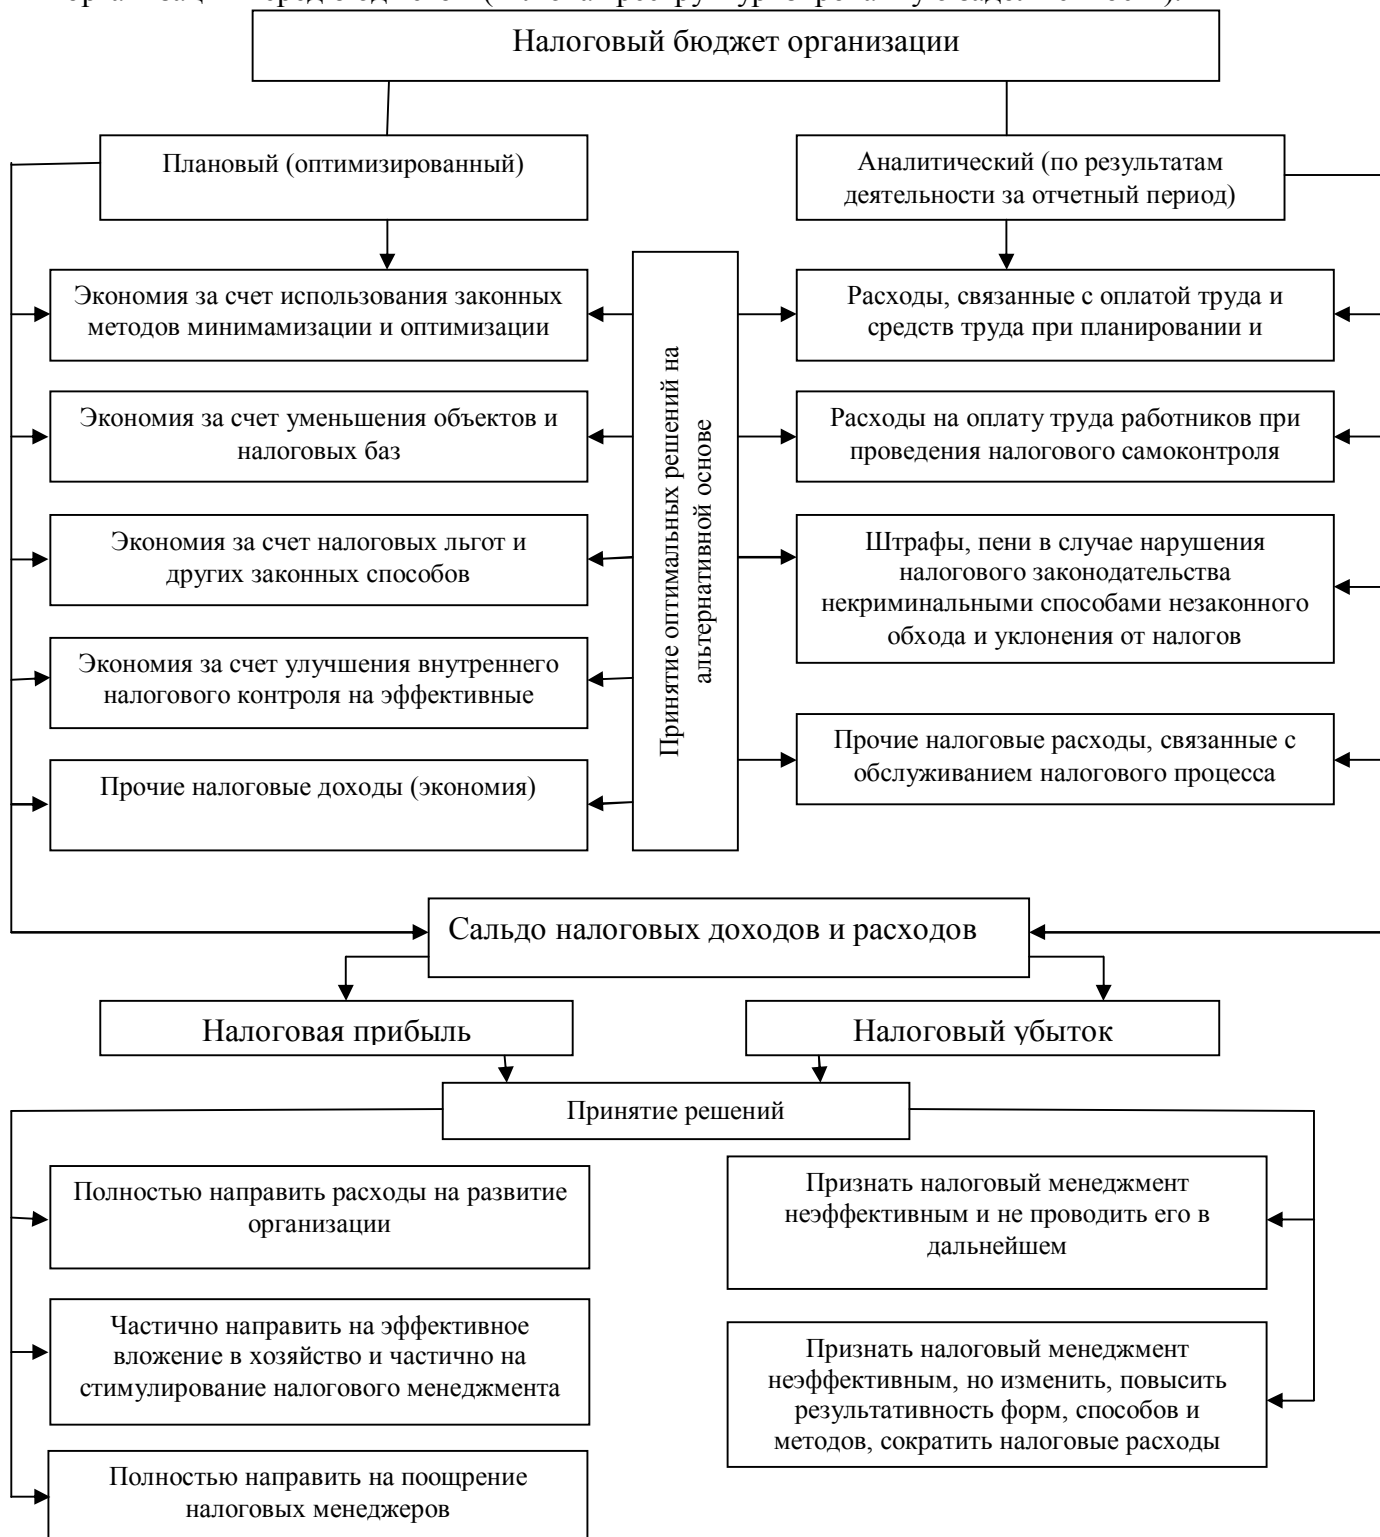 Налоговый бюджет организации
Плановый (оптимизированный)
Аналитический (по результатам
деятельности за отчетный период)
Экономия за счет использования законных
методов минимамизации и оптимизации
Экономия за счет уменьшения объектов и
налоговых баз
Экономия за счет налоговых льгот и
других законных способов
Экономия за счет улучшения внутреннего
налогового контроля на эффективные
Прочие налоговые доходы (экономия)
Принятие оптимальных решений на
альтернативной основе
Расходы, связанные с оплатой труда и
средств труда при планировании и
Расходы на оплату труда работников при
проведения налогового самоконтроля
Штрафы, пени в случае нарушения
налогового законодательства
некриминальными способами незаконного
обхода и уклонения от налогов
Прочие налоговые расходы, связанные с
обслуживанием налогового процесса
Сальдо налоговых доходов и расходов
Налоговая прибыль
Налоговый убыток
Принятие решений
Полностью направить расходы на развитие
организации
Частично направить на эффективное
вложение в хозяйство и частично на
стимулирование налогового менеджмента
Полностью направить на поощрение
налоговых менеджеров
Признать налоговый менеджмент
неэффективным и не проводить его в
дальнейшем
Признать налоговый менеджмент
неэффективным, но изменить, повысить
результативность форм, способов и
методов, сократить налоговые расходы